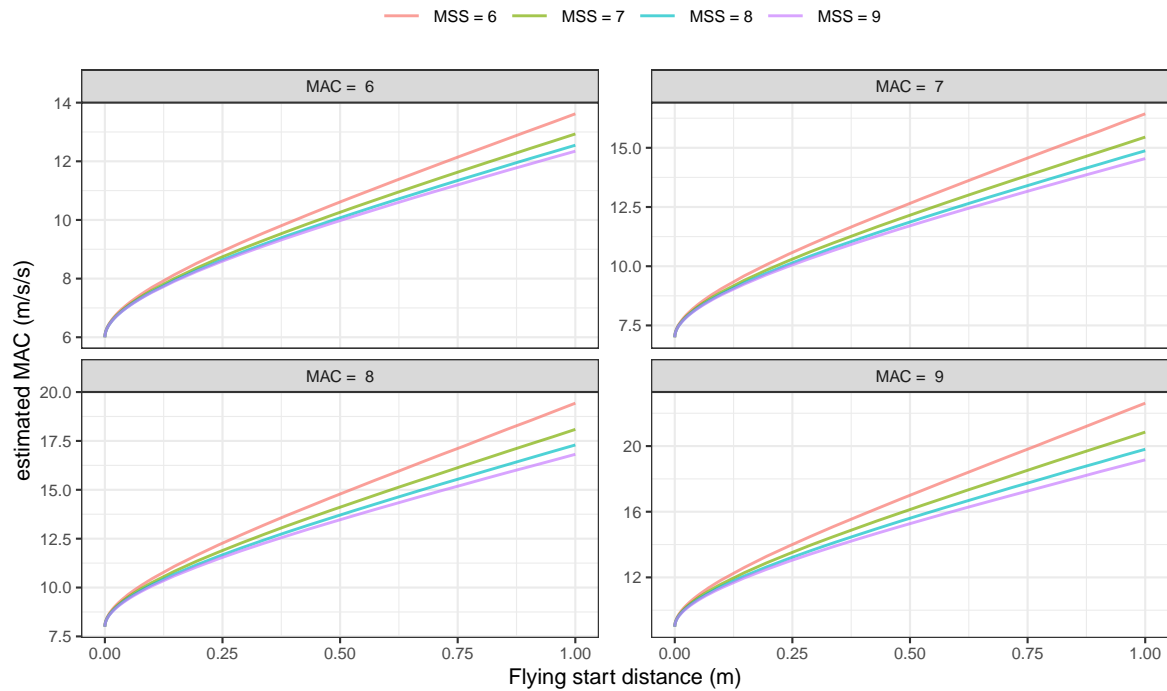 MSS = 6 MSS = 7 MSS = 8 MSS = 9
MAC = 6
14
12
10
8
6
MAC = 7
15.0
12.5
10.0
7.5
estimated MAC (m/s/s)
MAC = 8
20.0
17.5
15.0
12.5
10.0
7.5
0.00 0.25 0.50 0.75 1.00
MAC = 9
20
16
12
0.00 0.25 0.50 0.75 1.00
Flying start distance (m)